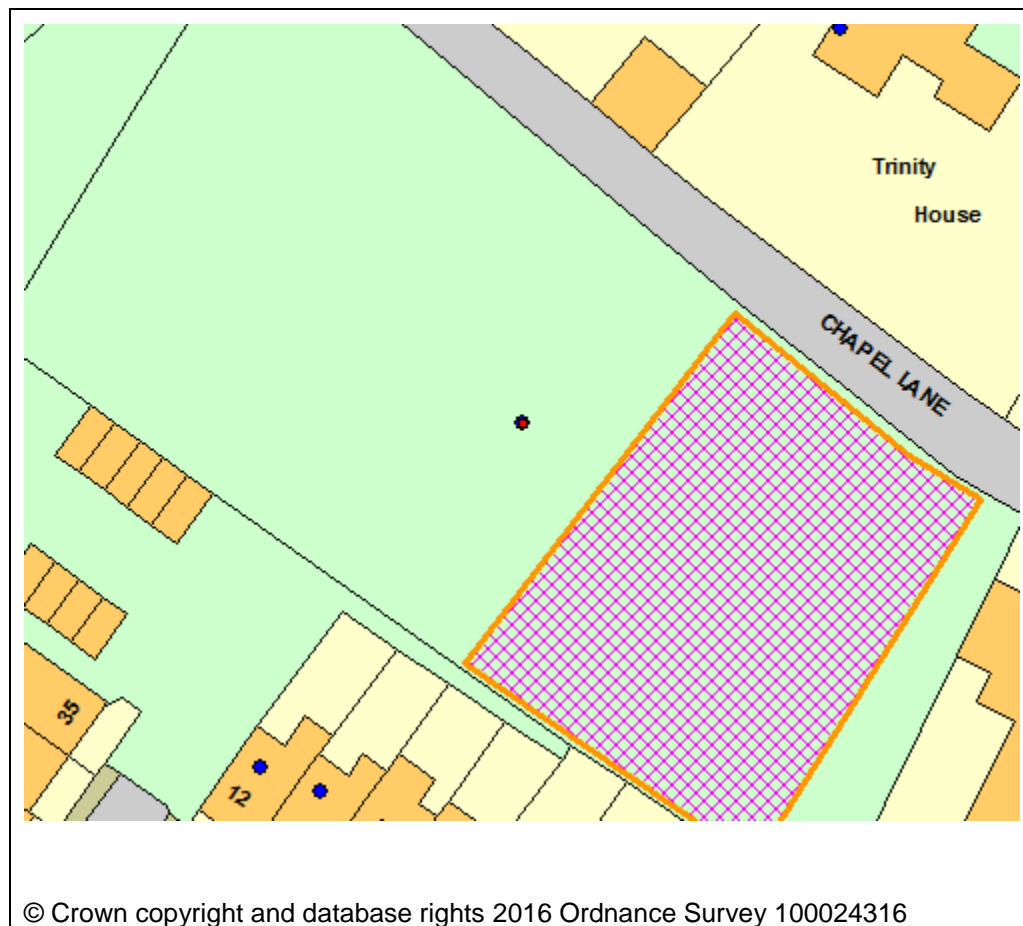 Trinity
House
CHAPEL LANE
35
12
© Crown copyright and database rights 2016 Ordnance Survey 100024316